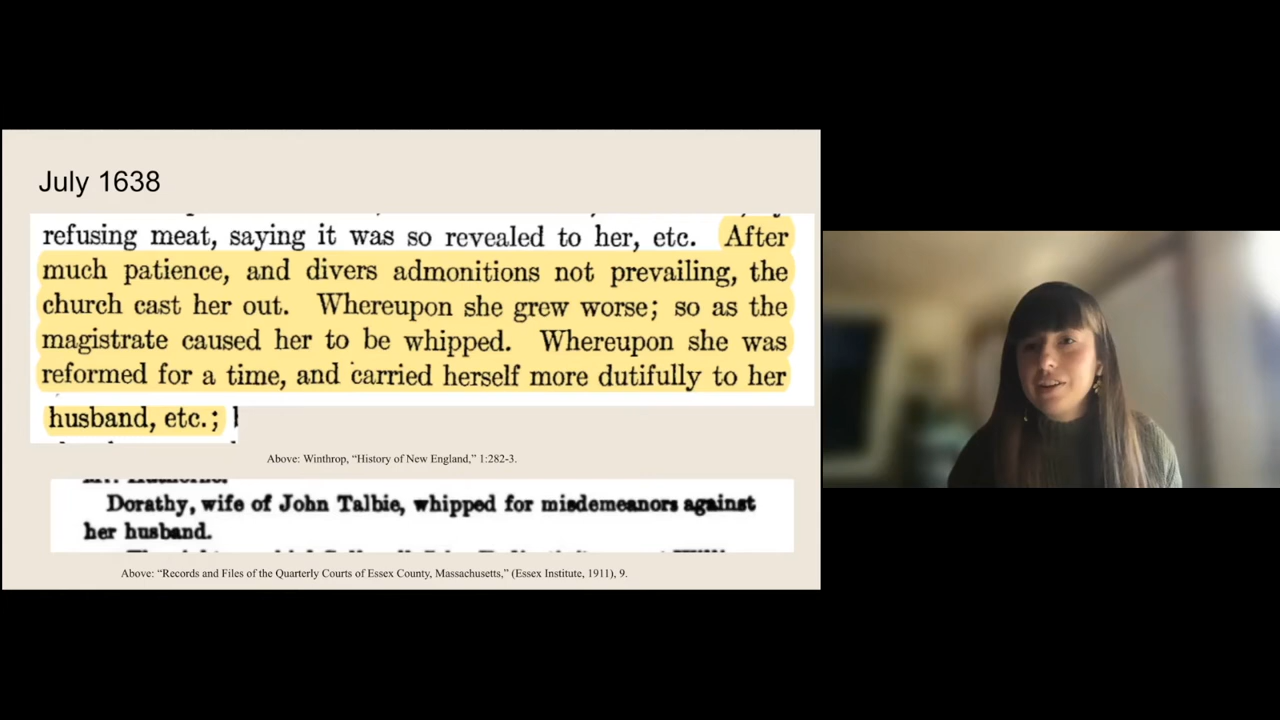 July 1638
refusing meat, saying it was so revealed to her, etc. After
much patience, and divers admonitions not prevailing, the
church cast her out. Whereupon she grew worse; so as the
magistrate caused her to be whipped. Whereupon she was
reformed for a time, and carried herself more dutifully to her
husband, etc.;
Above: Winthrop, “History of New England,” 1:282-3.
Dorathy, wife of John Talbie, whipped for misdemeanors against
her husband.
Above: “Records and Files of the Quarterly Courts of Essex County, Massachusetts,” (Essex Institute, 1911), 9.